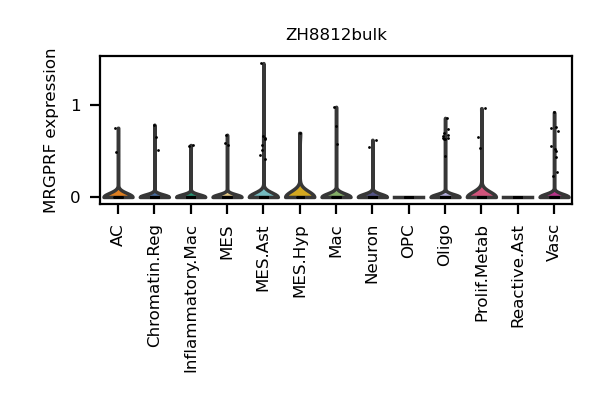 ZH8812bulk
MRGPRF expression
1
0
AC
Chromatin.Reg
Inflammatory.Mac
MES
MES.Ast
MES.Hyp
Mac
Neuron
OPC
Oligo
Prolif.Metab
Reactive.Ast
Vasc